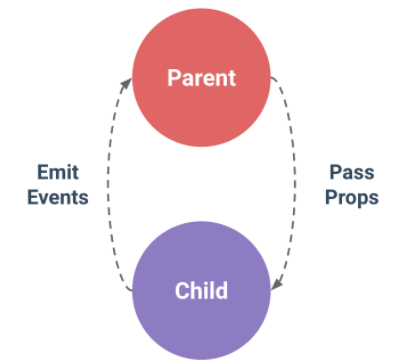 Parent
Emit
Events
Pass
Props
Child